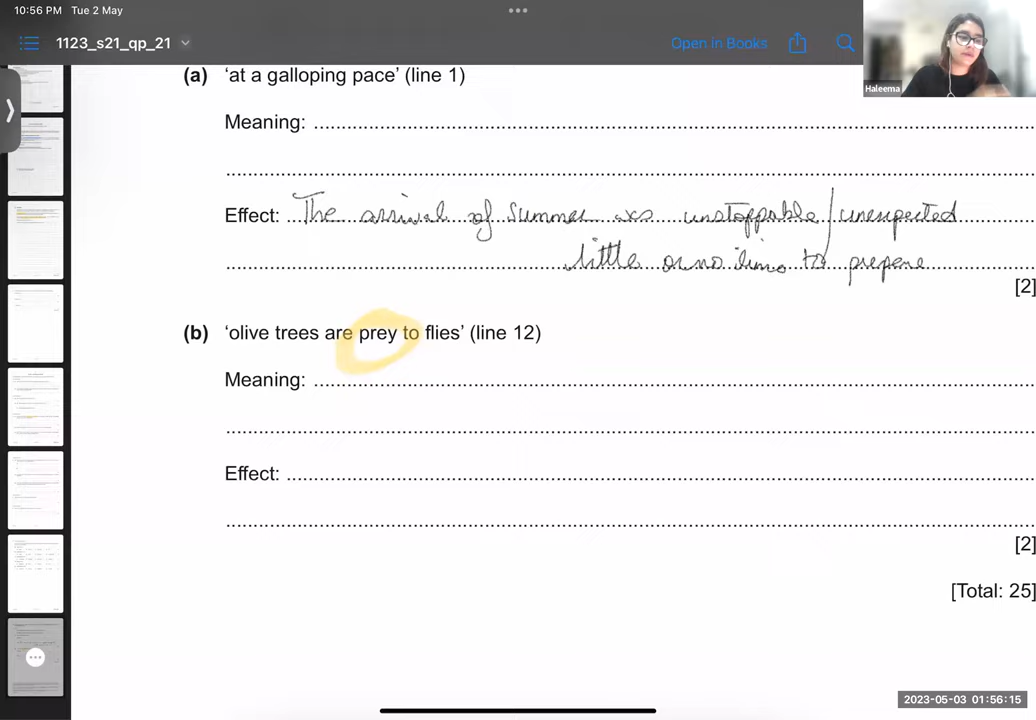 10:56 PM Tue 2 May
1123_s21_qp_21
Open in Books
Haleema
(a) ‘at a galloping pace’ (line 1)
Meaning: ........................................................
........................................................
Effect: The arrival of Summer was unstoppable / unexpected
little or no time to prepare
[2]
(b) ‘olive trees are prey to flies’ (line 12)
Meaning: ........................................................
........................................................
Effect: ........................................................
........................................................
[2]
[Total: 25]
2023-05-03 01:56:15